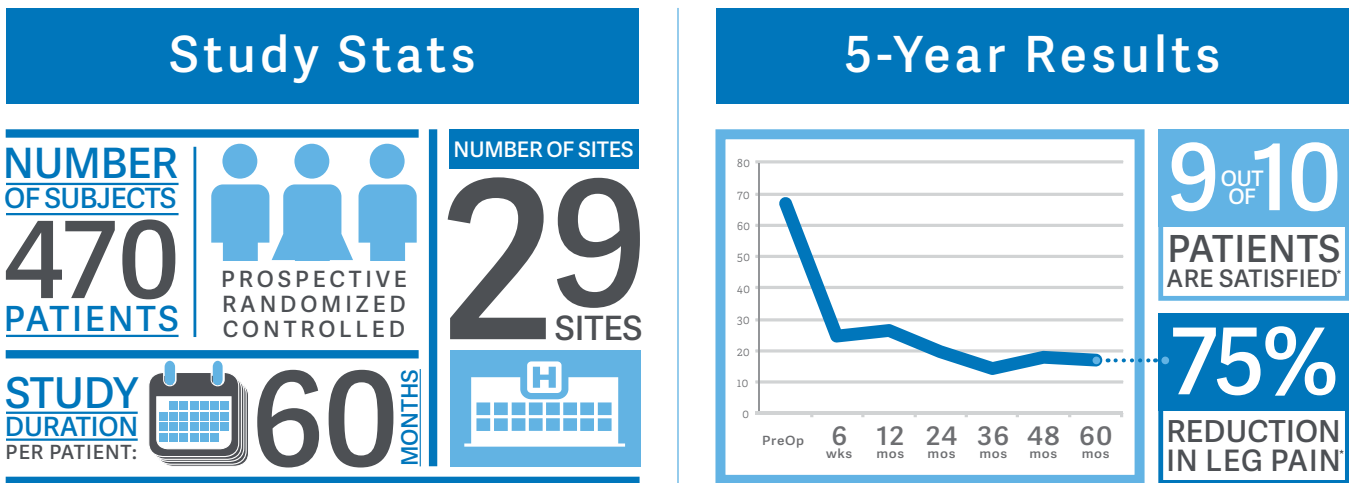 Study Stats
NUMBER
OF SUBJECTS
470
PATIENTS
PROSPECTIVE
RANDOMIZED
CONTROLLED
NUMBER OF SITES
29
SITES
H
STUDY
DURATION
PER PATIENT:
60
MONTHS
5-Year Results
80
70
60
50
40
30
20
10
0
PreOp 6 12 24 36 48 60
wks mos mos mos mos mos
9 OUT OF 10
PATIENTS
ARE SATISFIED*
75%
REDUCTION
IN LEG PAIN*